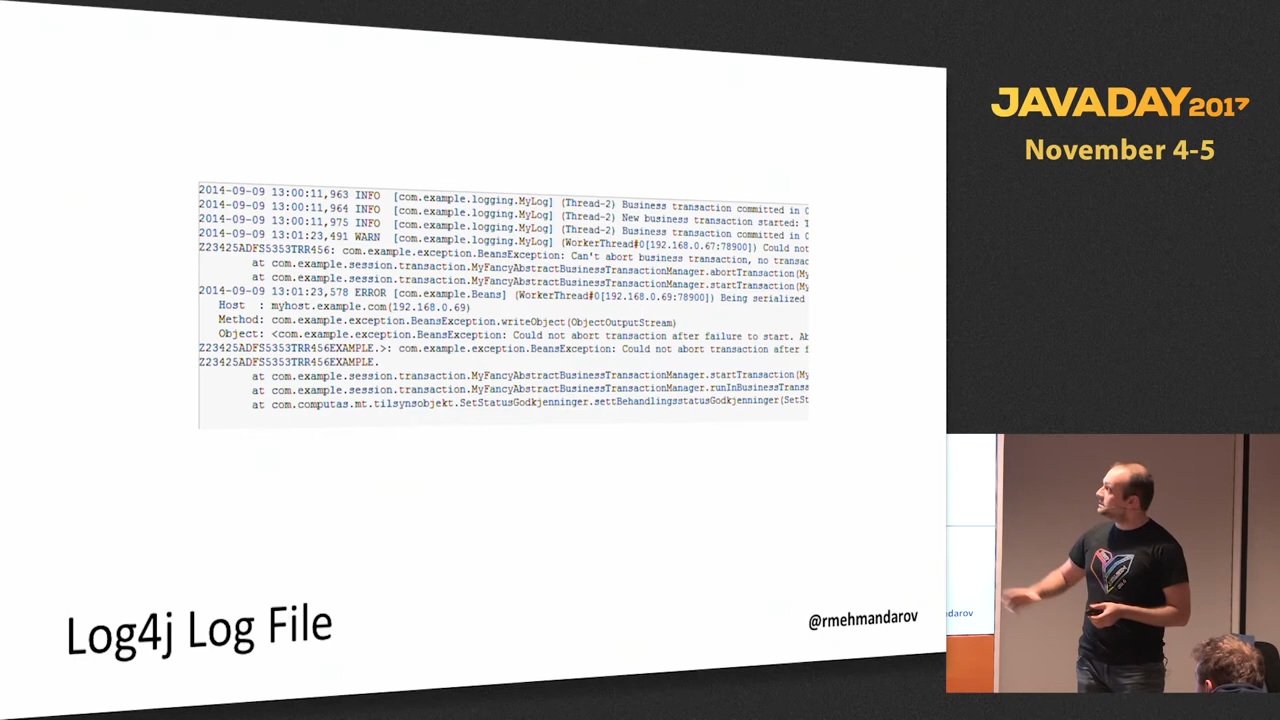 2014-09-09 13:00:11,963 INFO [com.example.logging.MyLog] (Thread-2) Business transaction committed in
2014-09-09 13:00:11,964 INFO [com.example.logging.MyLog] (Thread-2) New business transaction started:
2014-09-09 13:00:11,975 INFO [com.example.logging.MyLog] (Thread-2) Business transaction committed in
2014-09-09 13:01:23,491 WARN [com.example.logging.MyLog] (WorkerThread#0[192.168.0.67:78900]) Could not
Z23425ADFS5353TRR456: com.example.exception.BeansException: Can't abort business transaction, no transac
at com.example.session.transaction.MyFancyAbstractBusinessTransactionManager.abortTransaction(My
at com.example.session.transaction.MyFancyAbstractBusinessTransactionManager.startTransaction(My
2014-09-09 13:01:23,578 ERROR [com.example.Beans] (WorkerThread#0[192.168.0.69:78900]) Being serialized
Host : myhost.example.com(192.168.0.69)
Method: com.example.exception.BeansException.writeObject(ObjectOutputStream)
Object: <com.example.exception.BeansException: Could not abort transaction after failure to start. Ab
Z23425ADFS5353TRR456EXAMPLE.>: com.example.exception.BeansException: Could not abort transaction after f
Z23425ADFS5353TRR456EXAMPLE.
at com.example.session.transaction.MyFancyAbstractBusinessTransactionManager.startTransaction(My
at com.example.session.transaction.MyFancyAbstractBusinessTransactionManager.runInBusinessTransa
at com.computas.mt.tilsynsobjekt.SetStatusGodkjenninger.settBehandlingsstatusGodkjenninger(SetSt
Log4j Log File
@rmehmandarov
JAVADAY 2017
November 4-5
darov